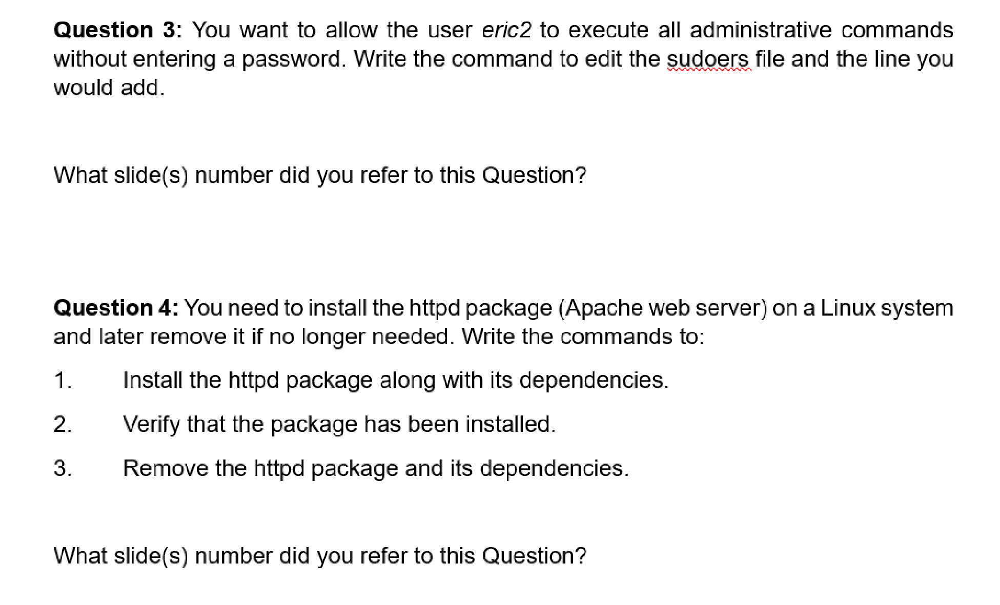 Question 3: You want to allow the user eric2 to execute all administrative commands
without entering a password. Write the command to edit the sudoers file and the line you
would add.
What slide(s) number did you refer to this Question?
Question 4: You need to install the httpd package (Apache web server) on a Linux system
and later remove it if no longer needed. Write the commands to:
1. Install the httpd package along with its dependencies.
2. Verify that the package has been installed.
3. Remove the httpd package and its dependencies.
What slide(s) number did you refer to this Question?